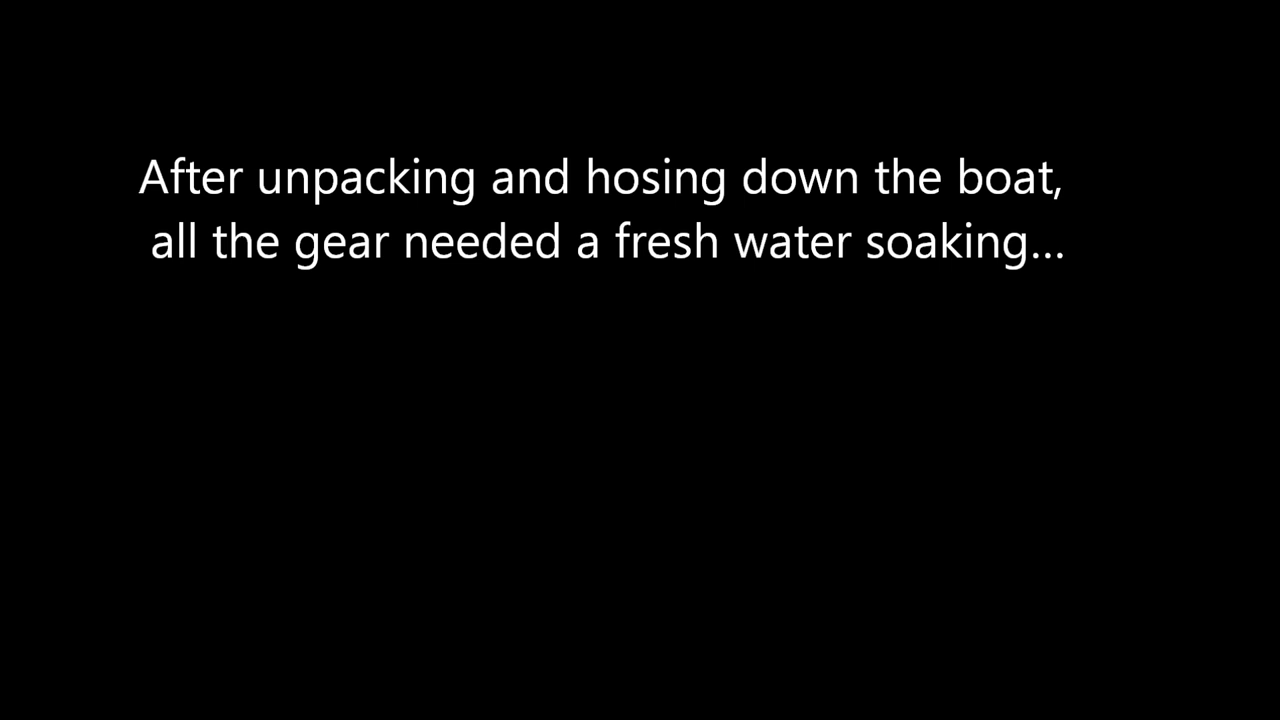 After unpacking and hosing down the boat,
all the gear needed a fresh water soaking...